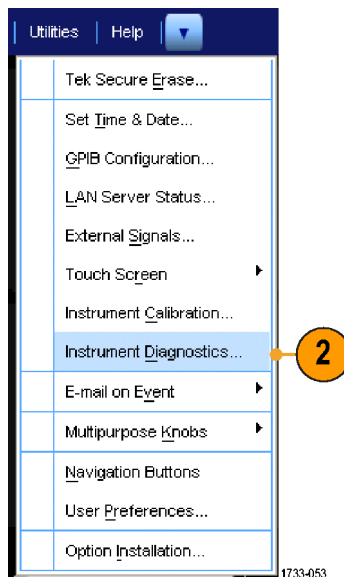 Utilities Help
Tek Secure Erase...
Set Time & Date...
GPIB Configuration...
LAN Server Status...
External Signals...
Touch Screen
Instrument Calibration...
Instrument Diagnostics...
2
E-mail on Event
Multipurpose Knobs
Navigation Buttons
User Preferences...
Option Installation...
1733-053